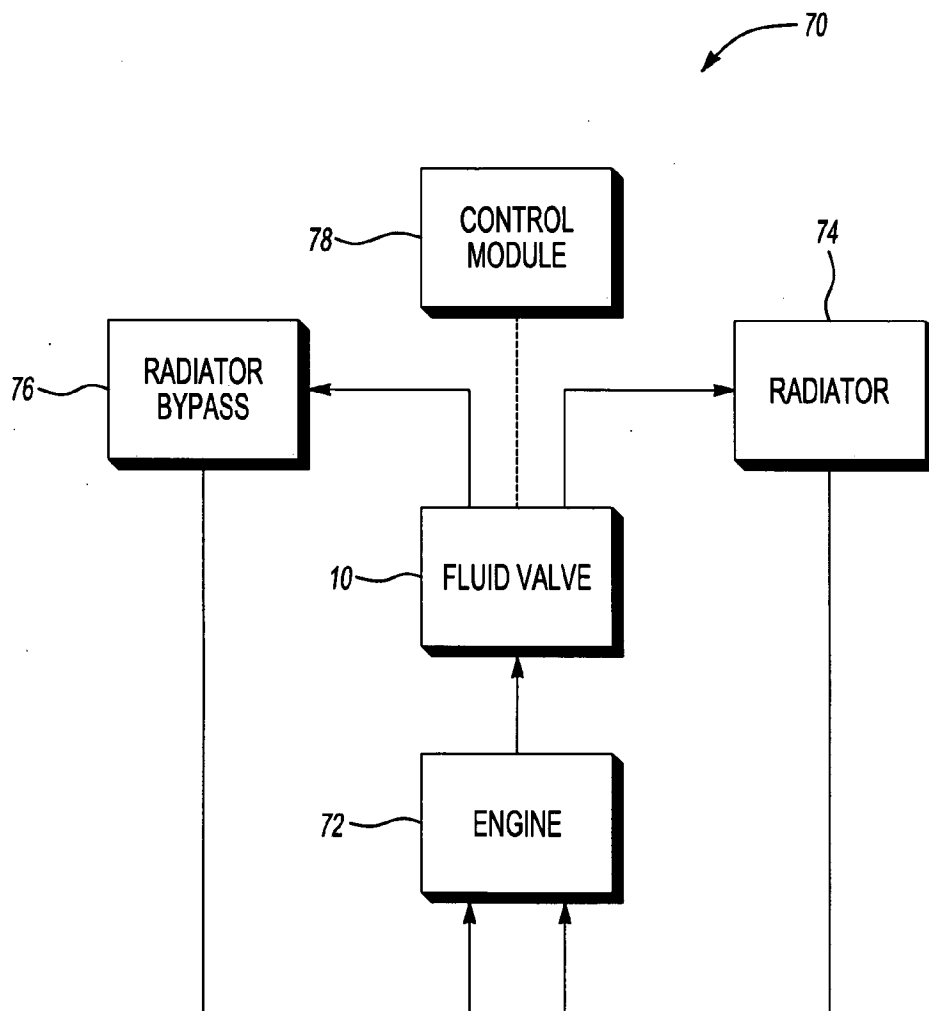 70
CONTROL
MODULE
78
74
RADIATOR
BYPASS
76
RADIATOR
FLUID VALVE
10
ENGINE
72